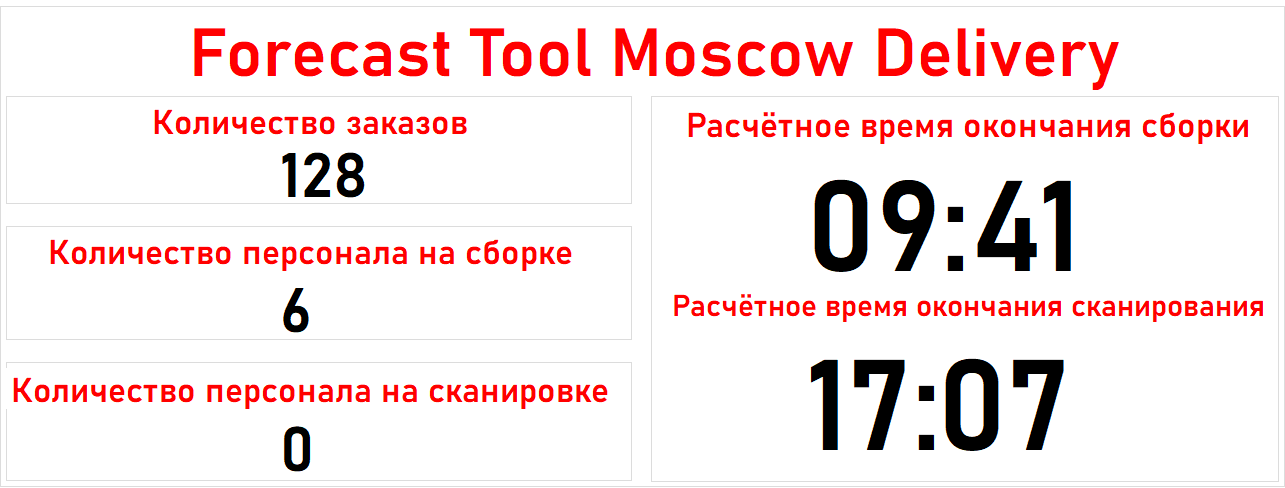 Forecast Tool Moscow Delivery
Количество заказов
128
Количество персонала на сборке
6
Количество персонала на сканировке
0
Расчётное время окончания сборки
09:41
Расчётное время окончания сканирования
17:07